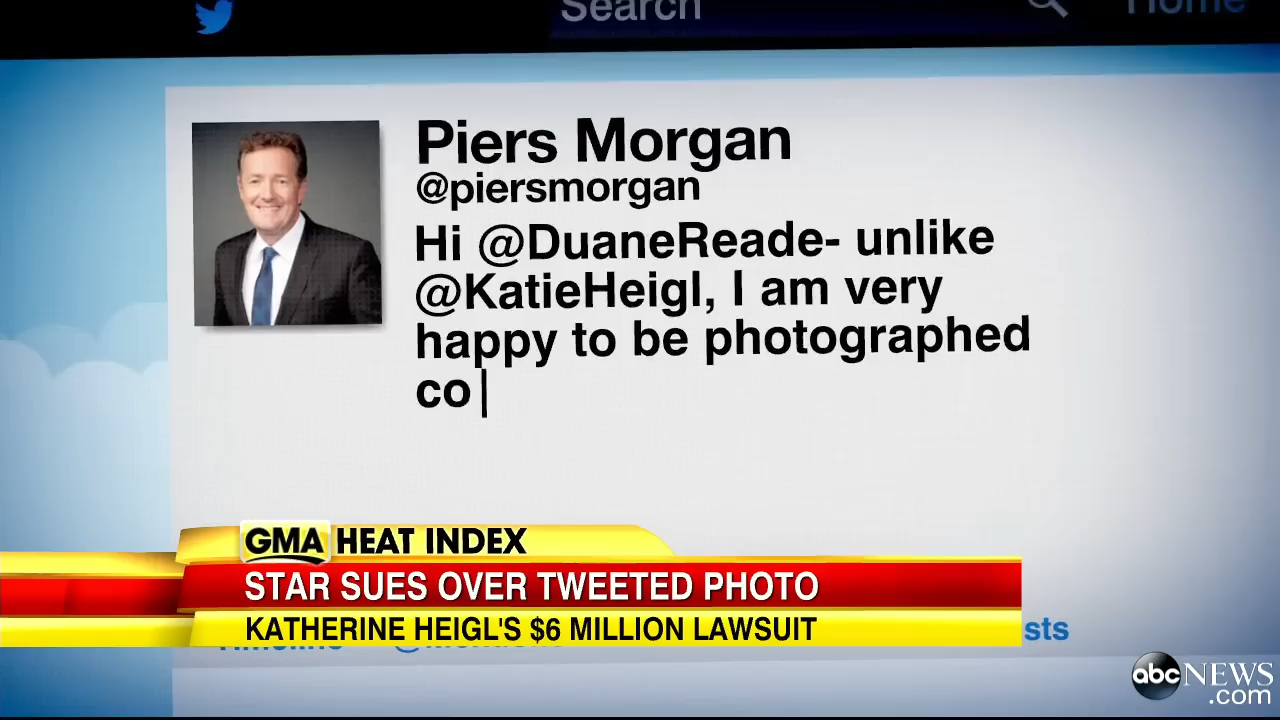 Search
Home
Piers Morgan
@piersmorgan
Hi @DuaneReade- unlike
@KatieHeigl, I am very
happy to be photographed
co
GMA HEAT INDEX
STAR SUES OVER TWEETED PHOTO
KATHERINE HEIGL'S $6 MILLION LAWSUIT
sts
abc NEWS
.com